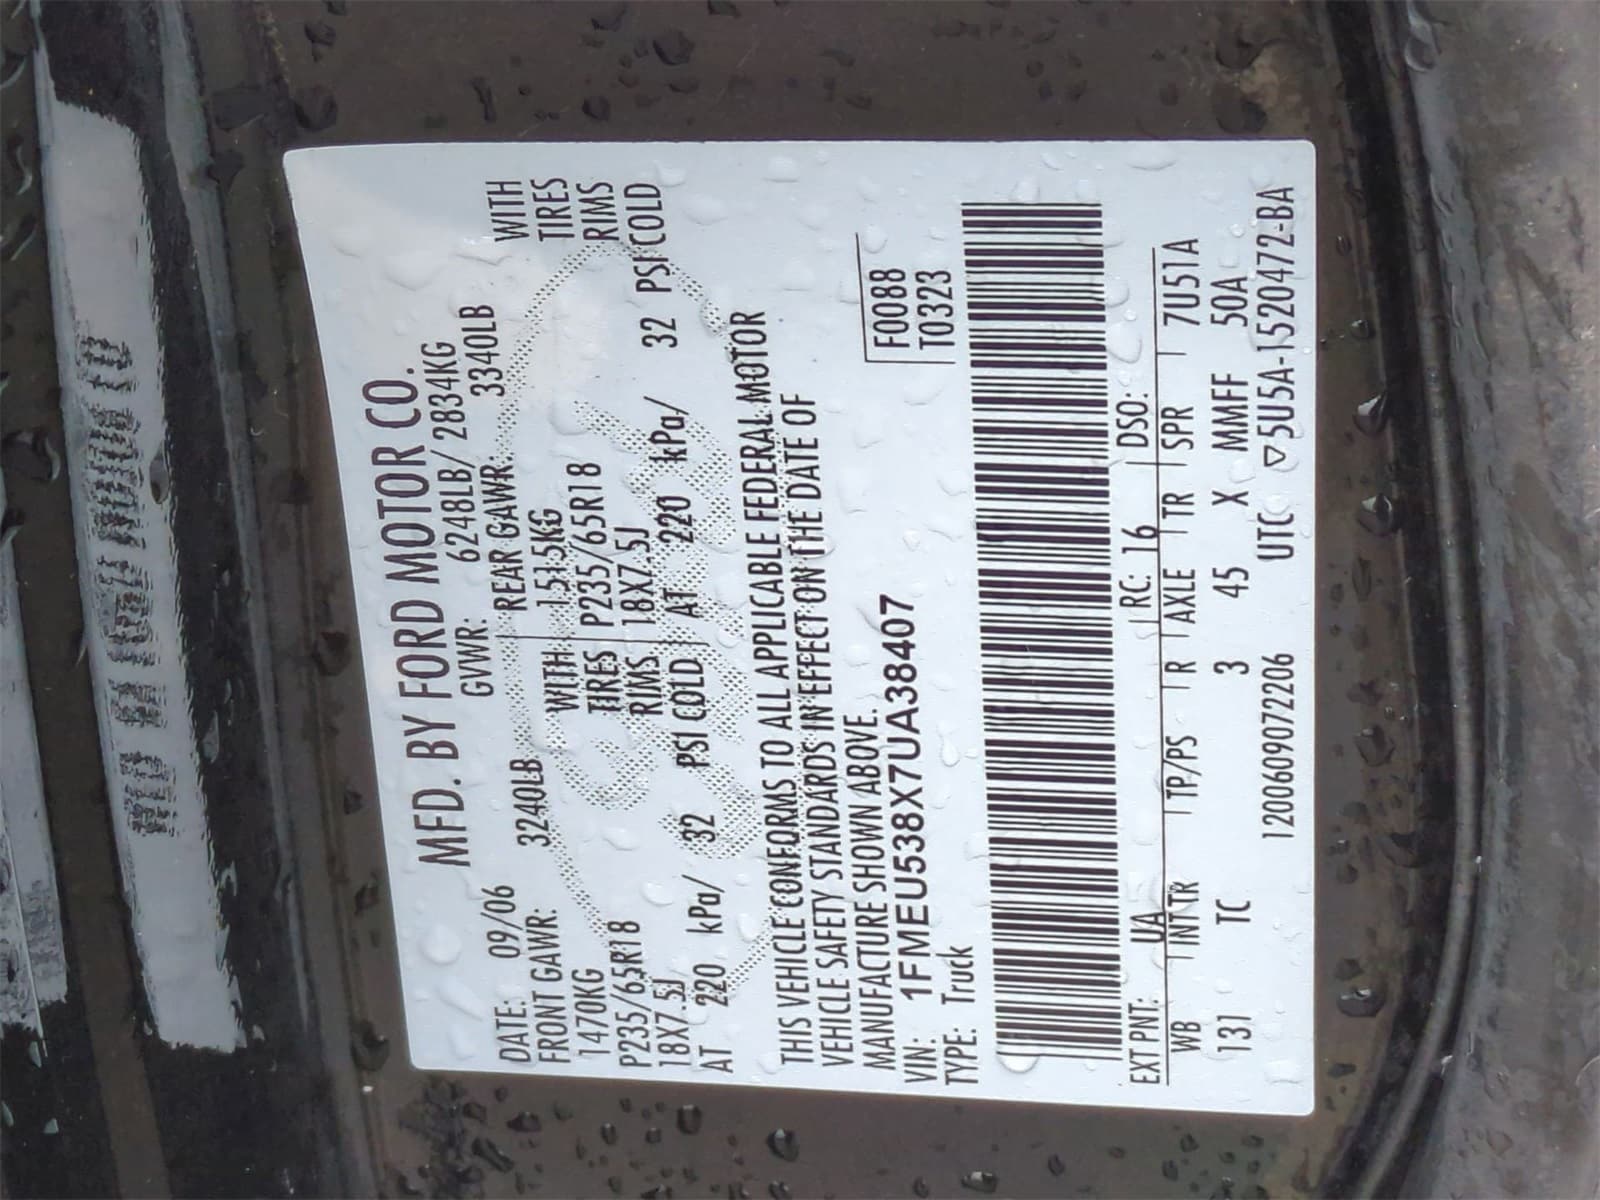 MFD. BY FORD MOTOR CO.
DATE: 09/06 GVWR: 6248LB/ 2834KG
FRONT GAWR: 3240LB REAR GAWR: 3340LB
1470KG WITH 1515KG WITH
P235/65R18 TIRES P235/65R18 TIRES
18X7.5J RIMS 18X7.5J RIMS
AT 220 kPa/ 32 PSI COLD AT 220 kPa/ 32 PSI COLD
THIS VEHICLE CONFORMS TO ALL APPLICABLE FEDERAL MOTOR
VEHICLE SAFETY STANDARDS IN EFFECT ON THE DATE OF
MANUFACTURE SHOWN ABOVE.
F0088
VIN: 1FMEU538X7UA38407
T0323
TYPE: Truck
EXT PNT: UA RC: 16 DSO:
WB INT TR TP/PS R AXLE TR SPR 7U51A
131 TC 3 45 X MMFF 50A
1200609072206 UTC ▽5U5A-1520472-BA